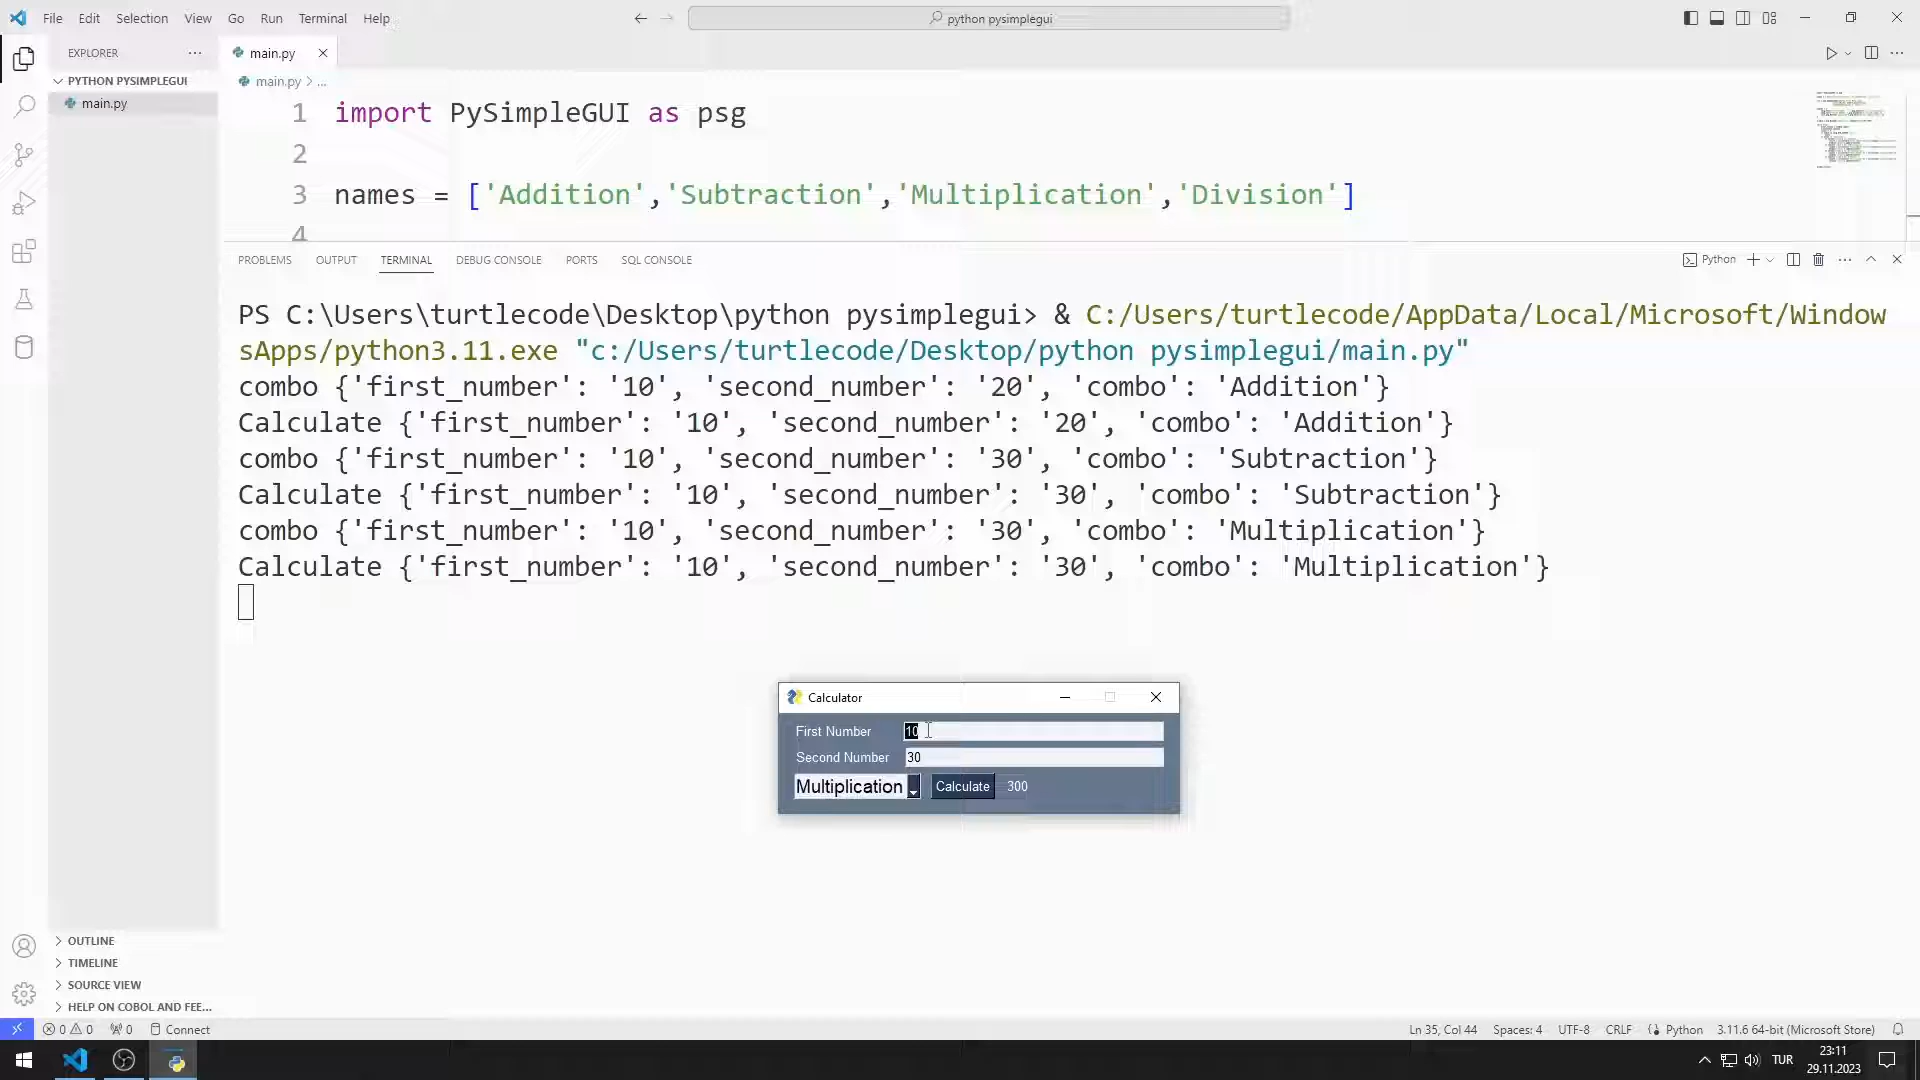 File Edit Selection View Go Run Terminal Help
python pysimplegui
EXPLORER
PYTHON PYSIMPLEGUI
main.py
main.py
main.py > ...
1 import PySimpleGUI as psg
2
3 names = ['Addition','Subtraction','Multiplication','Division']
4
PROBLEMS OUTPUT TERMINAL DEBUG CONSOLE PORTS SQL CONSOLE
Python
PS C:\Users\turtlecode\Desktop\python pysimplegui> & C:/Users/turtlecode/AppData/Local/Microsoft/Window
sApps/python3.11.exe "c:/Users/turtlecode/Desktop/python pysimplegui/main.py"
combo {'first_number': '10', 'second_number': '20', 'combo': 'Addition'}
Calculate {'first_number': '10', 'second_number': '20', 'combo': 'Addition'}
combo {'first_number': '10', 'second_number': '30', 'combo': 'Subtraction'}
Calculate {'first_number': '10', 'second_number': '30', 'combo': 'Subtraction'}
combo {'first_number': '10', 'second_number': '30', 'combo': 'Multiplication'}
Calculate {'first_number': '10', 'second_number': '30', 'combo': 'Multiplication'}
Calculator
First Number 10
Second Number 30
Multiplication Calculate 300
OUTLINE
TIMELINE
SOURCE VIEW
HELP ON COBOL AND FEE...
0 0 0 Connect
Ln 35, Col 44 Spaces: 4 UTF-8 CRLF Python 3.11.6 64-bit (Microsoft Store)
TUR
23:11
29.11.2023